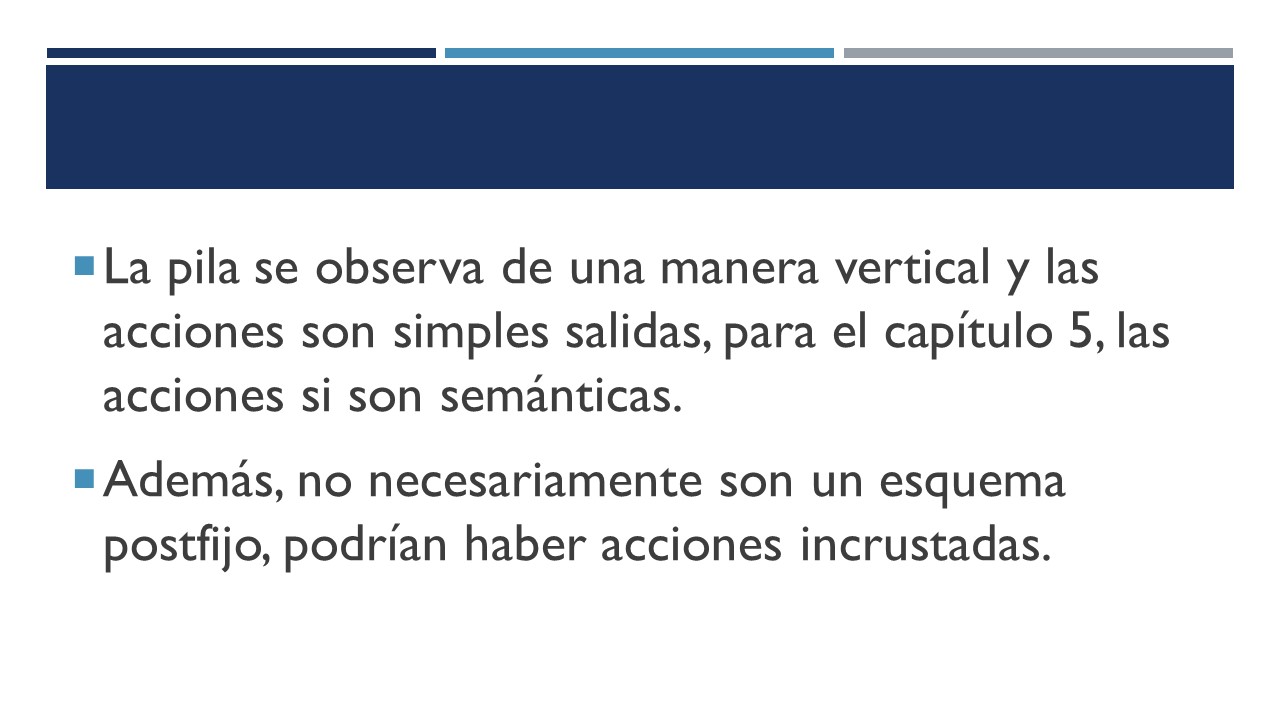 La pila se observa de una manera vertical y las
acciones son simples salidas, para el capítulo 5, las
acciones si son semánticas.
Además, no necesariamente son un esquema
postfijo, podrían haber acciones incrustadas.